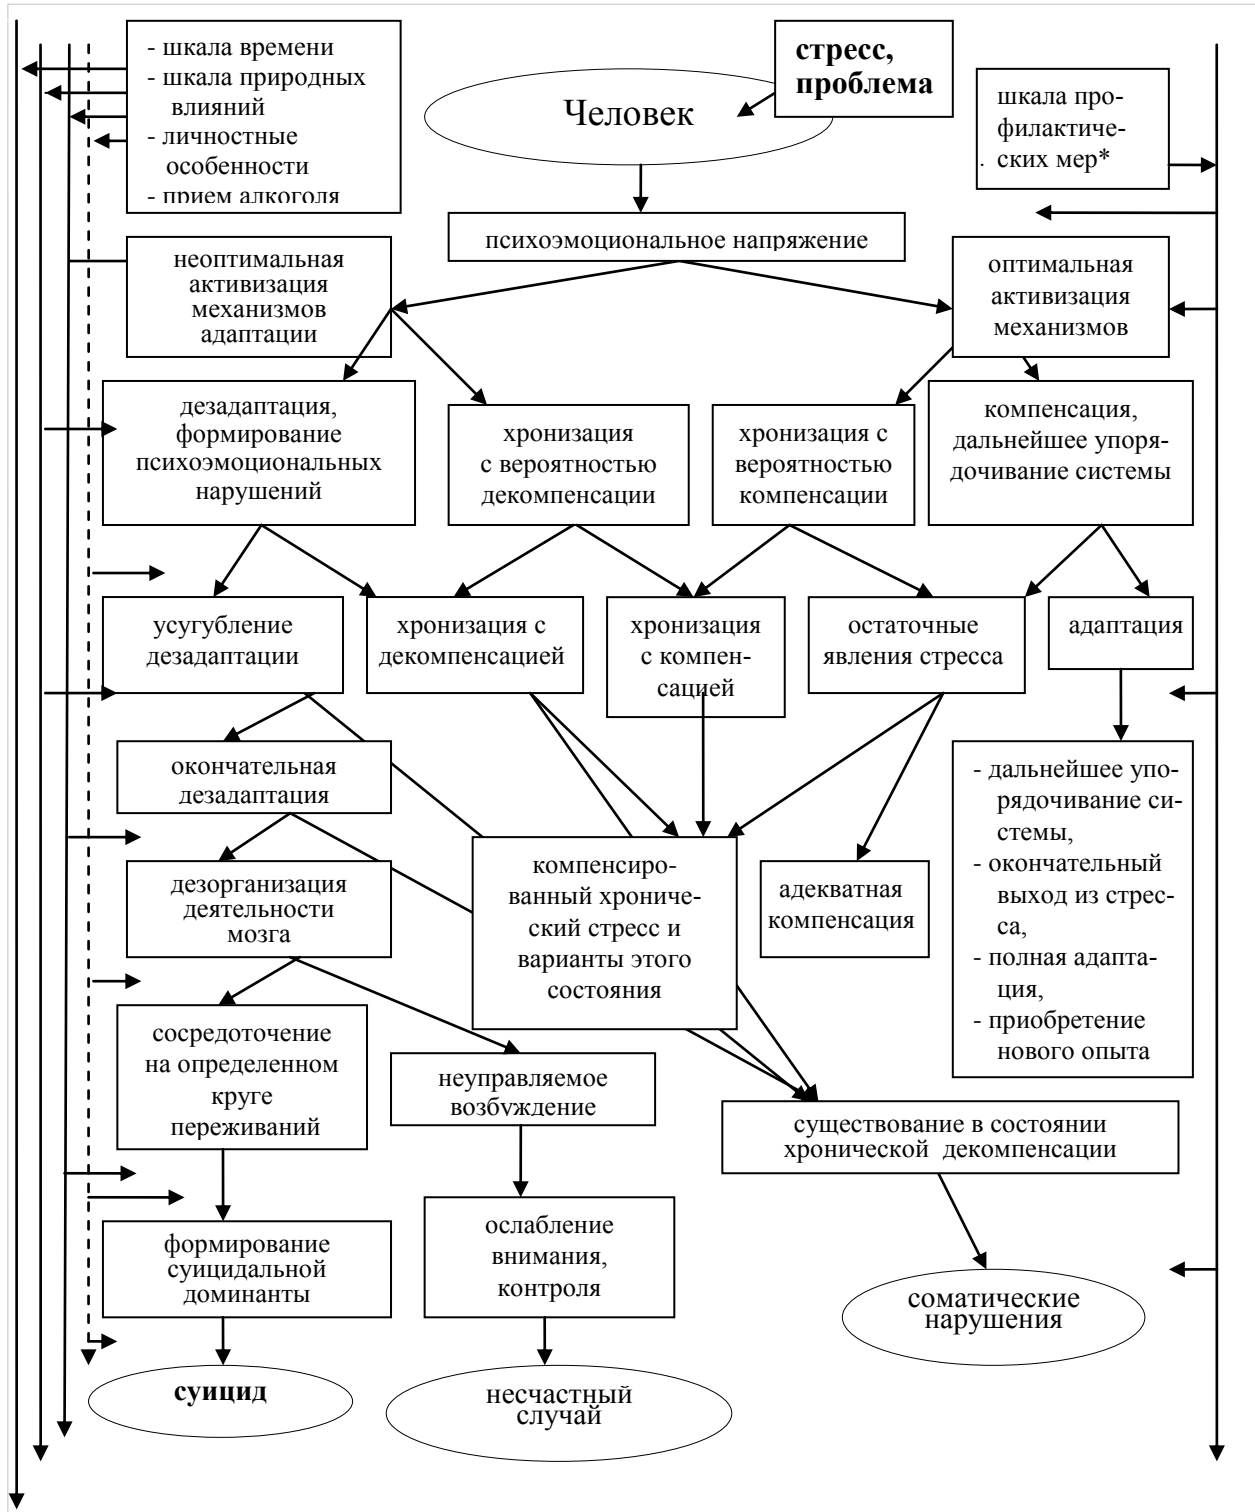 - шкала времени
- шкала природных
влияний
- личностные
особенности
- прием алкоголя
стресс,
проблема
Человек
шкала про-
филактиче-
ских мер*
психоэмоциональное напряжение
неоптимальная
активизация
механизмов
адаптации
оптимальная
активизация
механизмов
дезадаптация,
формирование
психоэмоциональных
нарушений
хронизация
с вероятностью
декомпенсации
хронизация с
вероятностью
компенсации
компенсация,
дальнейшее упоря-
дочивание системы
усугубление
дезадаптации
хронизация с
декомпенсацией
хронизация
с компен-
сацией
остаточные
явления стресса
адаптация
окончательная
дезадаптация
дезорганизация
деятельности
мозга
компенсиро-
ванный хрониче-
ский стресс и
варианты этого
состояния
адекватная
компенсация
- дальнейшее упо-
рядочивание си-
стемы,
- окончательный
выход из стрес-
са,
- полная адапта-
ция,
- приобретение
нового опыта
сосредоточение
на определенном
круге
переживаний
неуправляемое
возбуждение
существование в состоянии
хронической декомпенсации
формирование
суицидальной
доминанты
ослабление
внимания,
контроля
соматические
нарушения
суицид
несчастный
случай